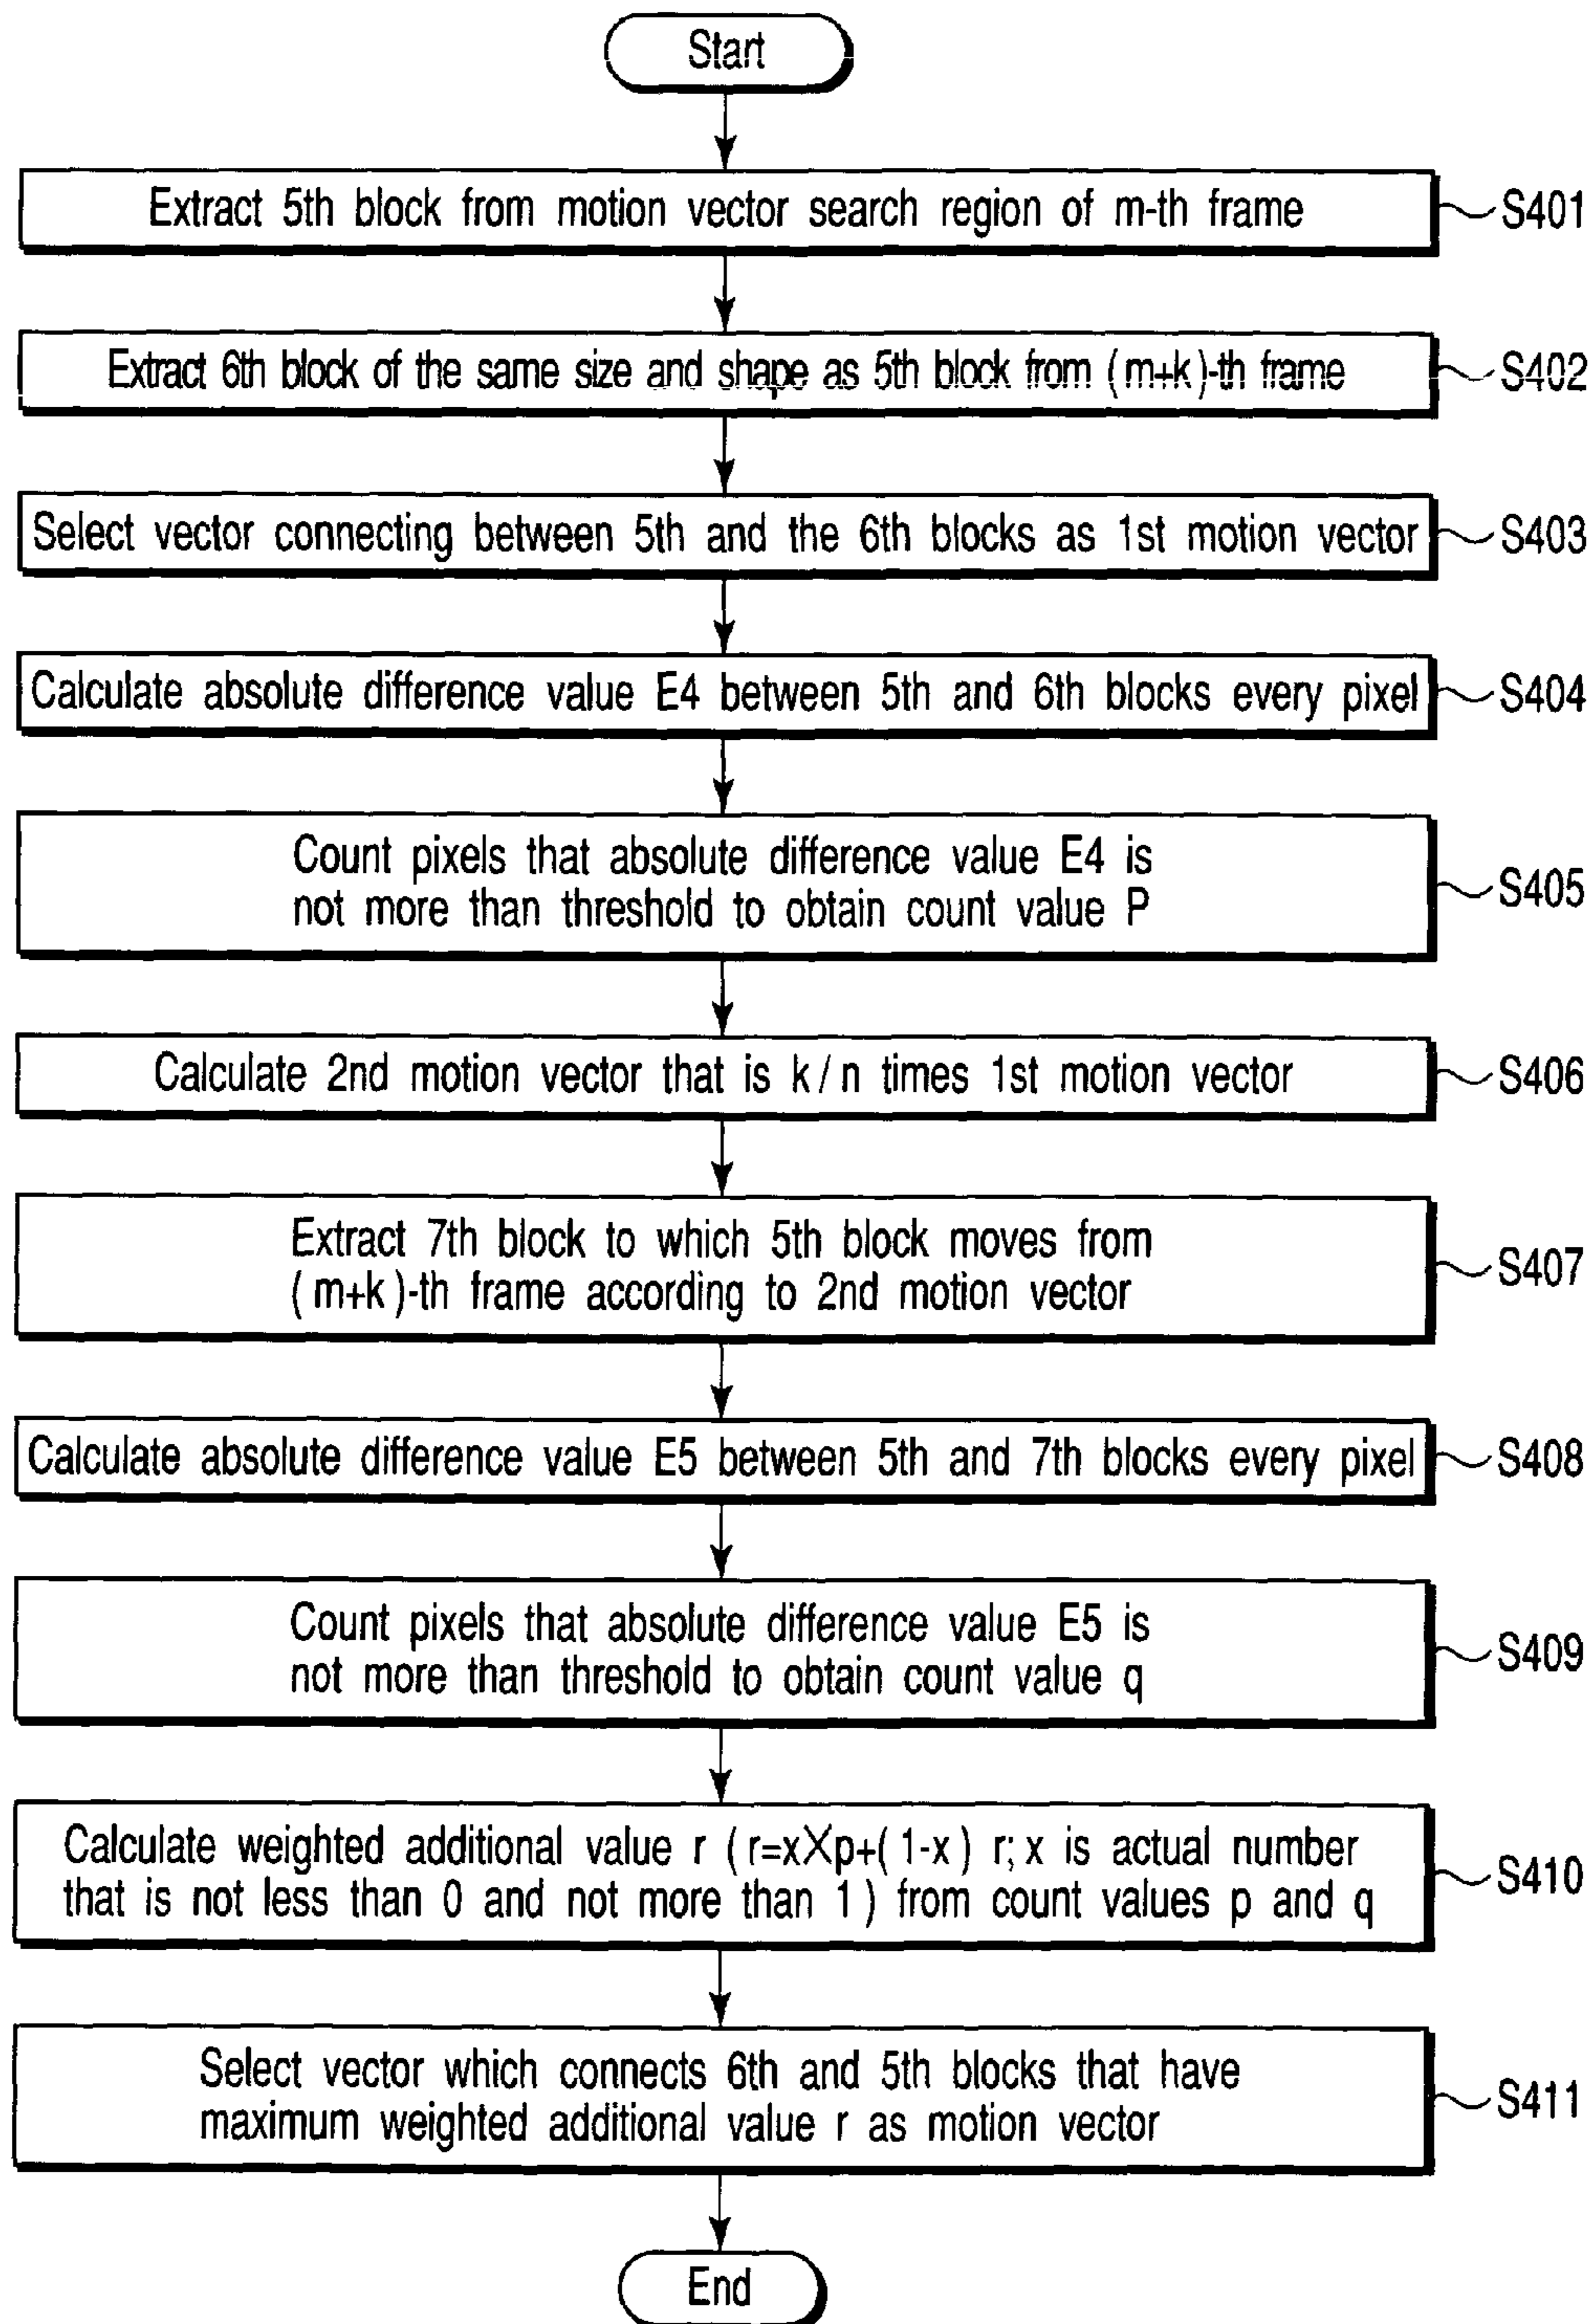 Start
Extract 5th block from motion vector search region of m-th frame
S401
Extract 6th block of the same size and shape as 5th block from (m+k)-th frame
S402
Select vector connecting between 5th and the 6th blocks as 1st motion vector
S403
Calculate absolute difference value E4 between 5th and 6th blocks every pixel
S404
Count pixels that absolute difference value E4 is
not more than threshold to obtain count value P
S405
Calculate 2nd motion vector that is k/n times 1st motion vector
S406
Extract 7th block to which 5th block moves from
(m+k)-th frame according to 2nd motion vector
S407
Calculate absolute difference value E5 between 5th and 7th blocks every pixel
S408
Count pixels that absolute difference value E5 is
not more than threshold to obtain count value q
S409
Calculate weighted additional value r (r=x×p+(1-x) r; x is actual number
that is not less than 0 and not more than 1) from count values p and q
S410
Select vector which connects 6th and 5th blocks that have
maximum weighted additional value r as motion vector
S411
End